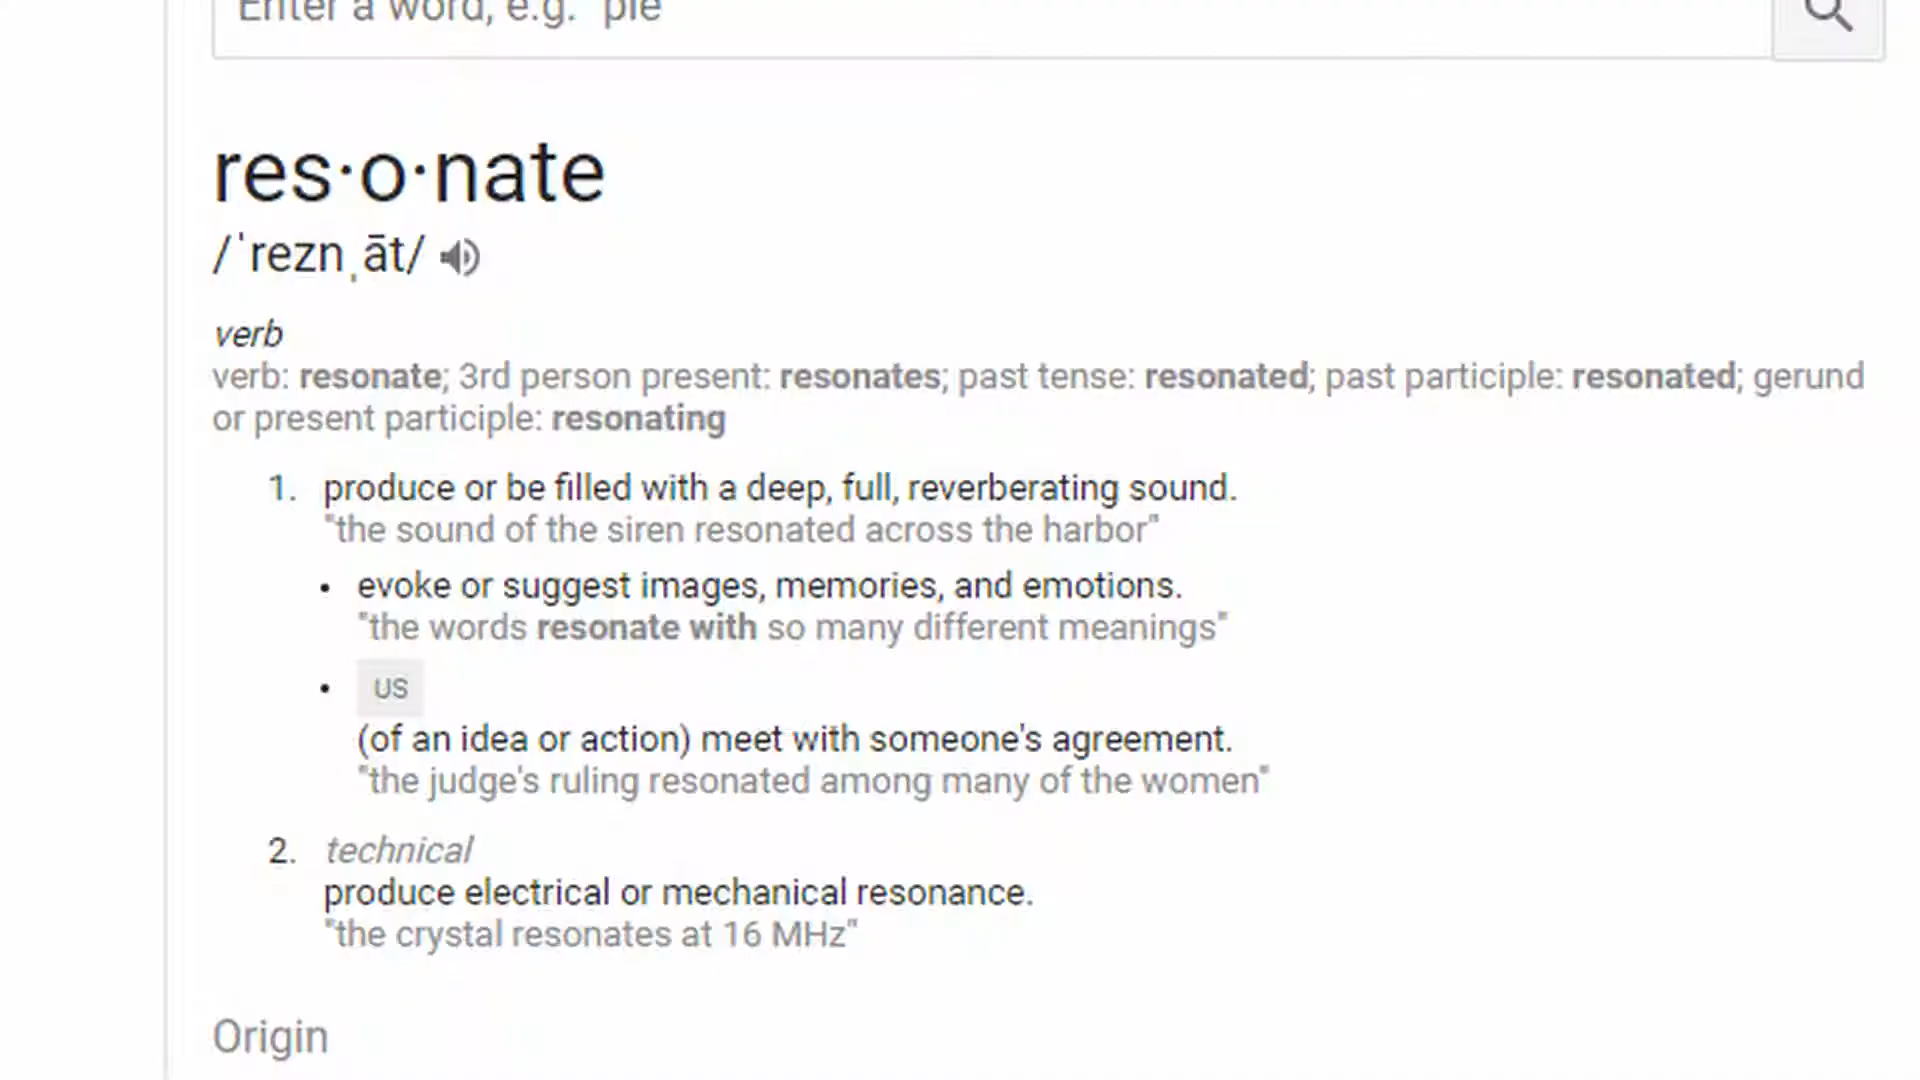 Enter a word, e.g. "pie"
res·o·nate
/ˈreznˌāt/
verb
verb: resonate; 3rd person present: resonates; past tense: resonated; past participle: resonated; gerund
or present participle: resonating
1. produce or be filled with a deep, full, reverberating sound.
"the sound of the siren resonated across the harbor"
• evoke or suggest images, memories, and emotions.
"the words resonate with so many different meanings"
• US
(of an idea or action) meet with someone's agreement.
"the judge's ruling resonated among many of the women"
2. technical
produce electrical or mechanical resonance.
"the crystal resonates at 16 MHz"
Origin